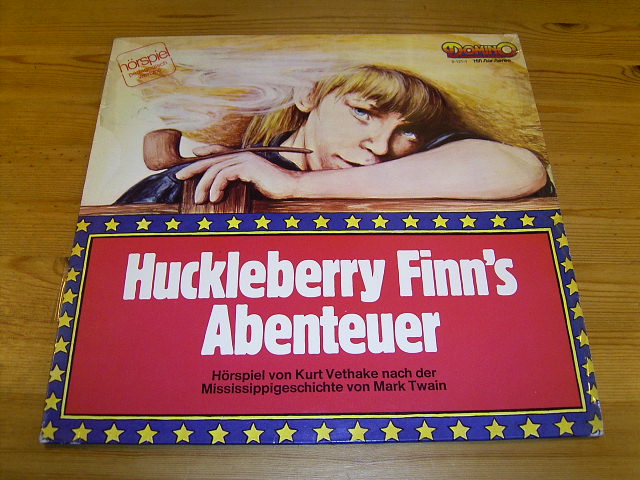 hörspiel
DOMINO
Huckleberry Finn's
Abenteuer
Hörspiel von Kurt Vethake nach der
Mississippigeschichte von Mark Twain